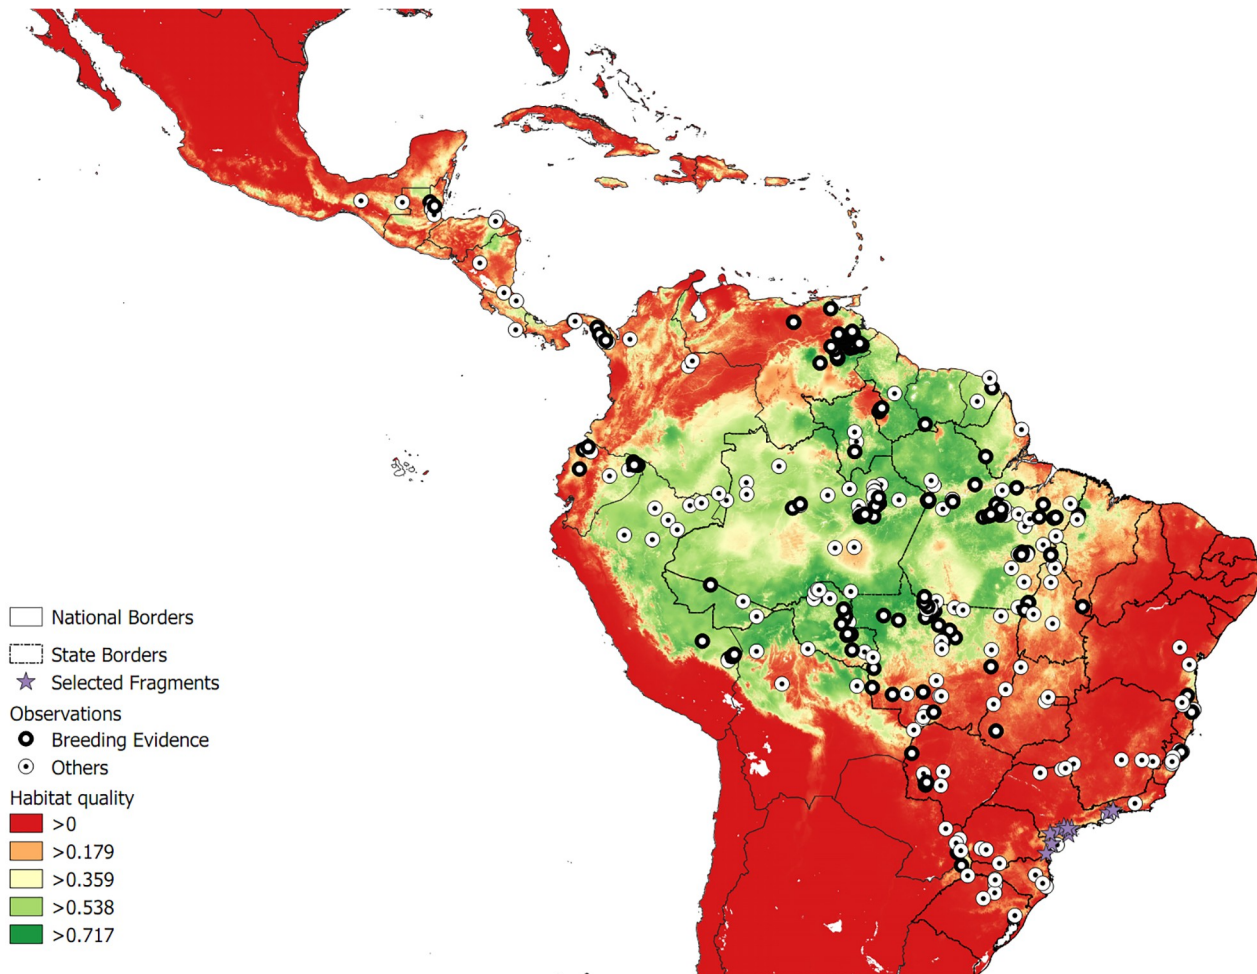 National Borders
State Borders
Selected Fragments
Observations
Breeding Evidence
Others
Habitat quality
>0
>0.179
>0.359
>0.538
>0.717